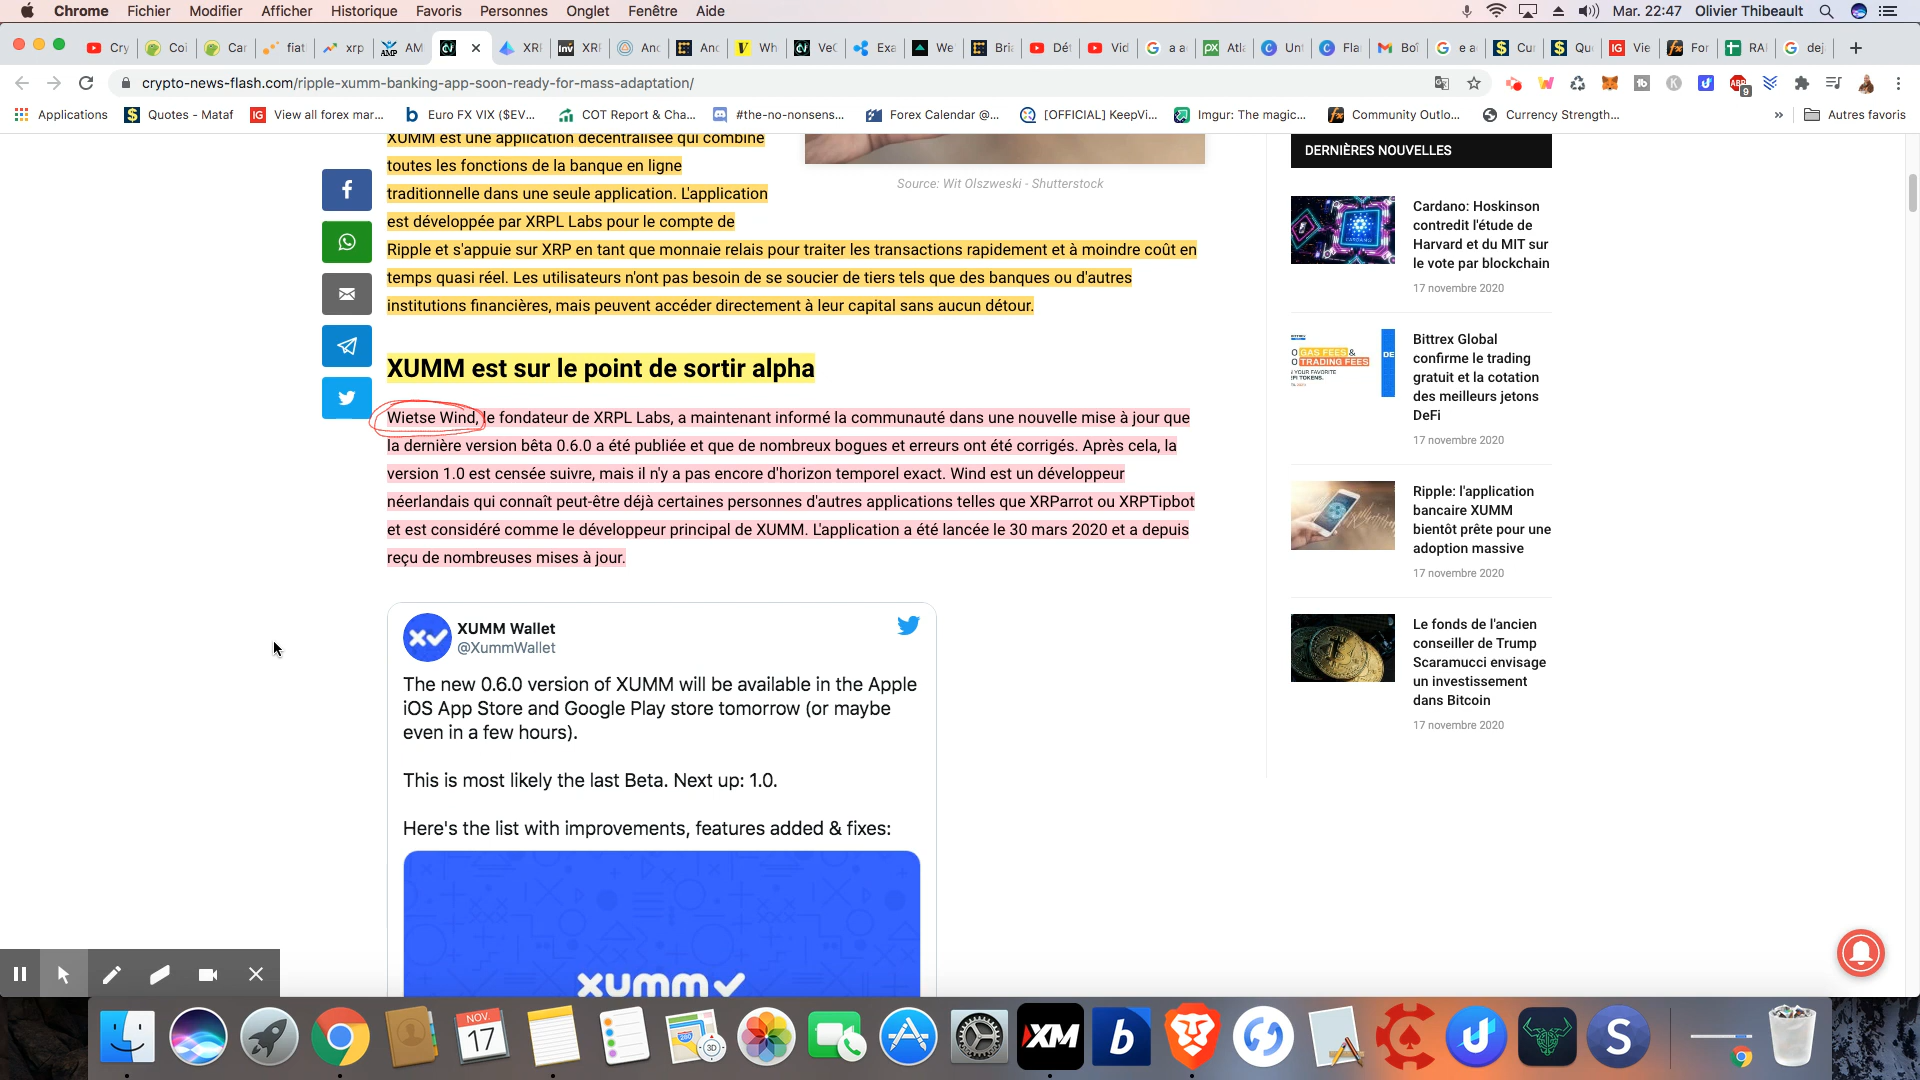 Chrome Fichier Modifier Afficher Historique Favoris Personnes Onglet Fenêtre Aide
Mar. 22:47 Olivier Thibeault
crypto-news-flash.com/ripple-xumm-banking-app-soon-ready-for-mass-adaptation/
Applications Quotes - Mataf View all forex mar... Euro FX VIX ($EV... COT Report & Cha... #the-no-nonsens... Forex Calendar @... [OFFICIAL] KeepVi... Imgur: The magic... Community Outlo... Currency Strength... » Autres favoris
XUMM est une application décentralisée qui combine
toutes les fonctions de la banque en ligne
traditionnelle dans une seule application. L'application
est développée par XRPL Labs pour le compte de
Ripple et s'appuie sur XRP en tant que monnaie relais pour traiter les transactions rapidement et à moindre coût en
temps quasi réel. Les utilisateurs n'ont pas besoin de se soucier de tiers tels que des banques ou d'autres
institutions financières, mais peuvent accéder directement à leur capital sans aucun détour.
Source: Wit Olszweski - Shutterstock
XUMM est sur le point de sortir alpha
Wietse Wind, le fondateur de XRPL Labs, a maintenant informé la communauté dans une nouvelle mise à jour que
la dernière version bêta 0.6.0 a été publiée et que de nombreux bogues et erreurs ont été corrigés. Après cela, la
version 1.0 est censée suivre, mais il n'y a pas encore d'horizon temporel exact. Wind est un développeur
néerlandais qui connaît peut-être déjà certaines personnes d'autres applications telles que XRParrot ou XRPTipbot
et est considéré comme le développeur principal de XUMM. L'application a été lancée le 30 mars 2020 et a depuis
reçu de nombreuses mises à jour.
XUMM Wallet
@XummWallet
The new 0.6.0 version of XUMM will be available in the Apple
iOS App Store and Google Play store tomorrow (or maybe
even in a few hours).
This is most likely the last Beta. Next up: 1.0.
Here's the list with improvements, features added & fixes:
xumm
DERNIÈRES NOUVELLES
Cardano: Hoskinson
contredit l'étude de
Harvard et du MIT sur
le vote par blockchain
17 novembre 2020
Bittrex Global
confirme le trading
gratuit et la cotation
des meilleurs jetons
DeFi
17 novembre 2020
Ripple: l'application
bancaire XUMM
bientôt prête pour une
adoption massive
17 novembre 2020
Le fonds de l'ancien
conseiller de Trump
Scaramucci envisage
un investissement
dans Bitcoin
17 novembre 2020
NOV.
17
3D
XM
b
S